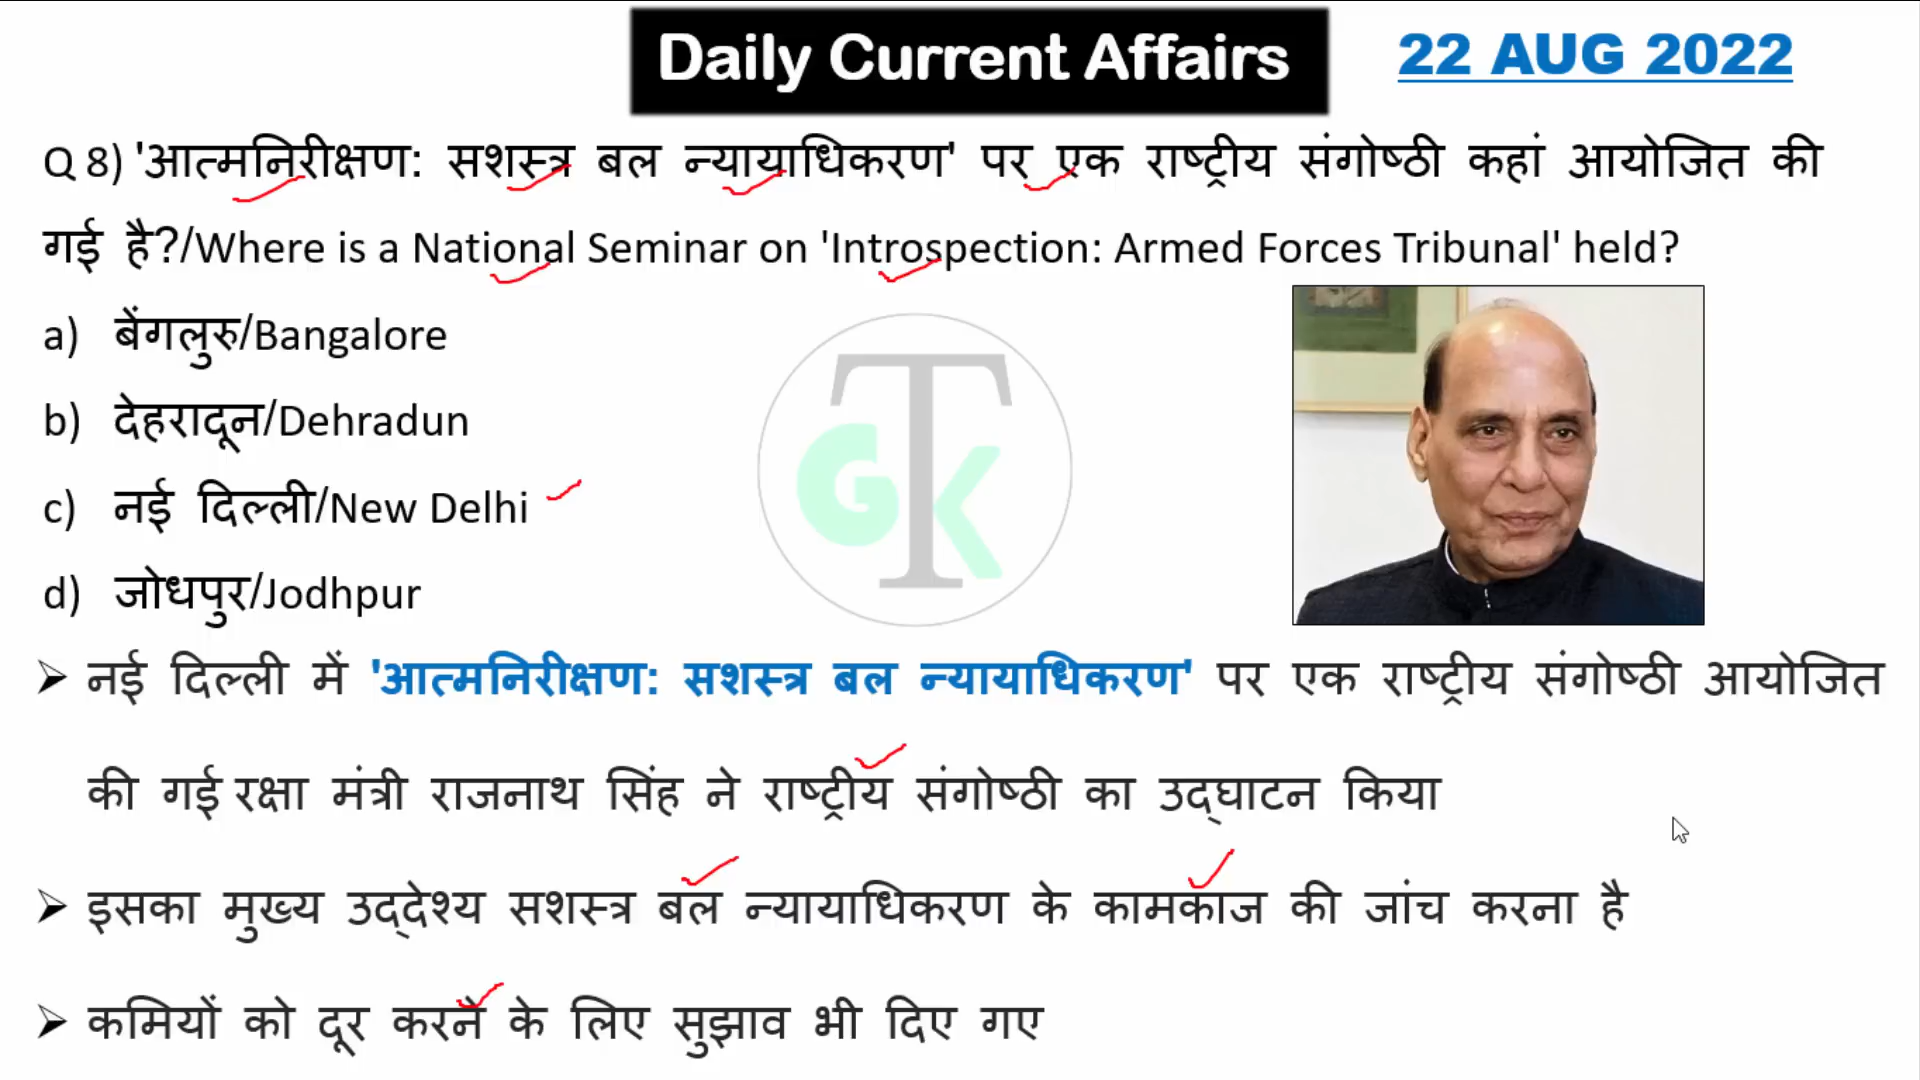 Daily Current Affairs
22 AUG 2022
Q 8) 'आत्मनिरीक्षण: सशस्त्र बल न्यायाधिकरण' पर एक राष्ट्रीय संगोष्ठी कहां आयोजित की
गई है?/Where is a National Seminar on 'Introspection: Armed Forces Tribunal' held?
a) बेंगलुरु/Bangalore
b) देहरादून/Dehradun
c) नई दिल्ली/New Delhi
d) जोधपुर/Jodhpur
GTK
➢ नई दिल्ली में 'आत्मनिरीक्षण: सशस्त्र बल न्यायाधिकरण' पर एक राष्ट्रीय संगोष्ठी आयोजित
की गई रक्षा मंत्री राजनाथ सिंह ने राष्ट्रीय संगोष्ठी का उद्घाटन किया
➢ इसका मुख्य उद्देश्य सशस्त्र बल न्यायाधिकरण के कामकाज की जांच करना है
➢ कमियों को दूर करने के लिए सुझाव भी दिए गए